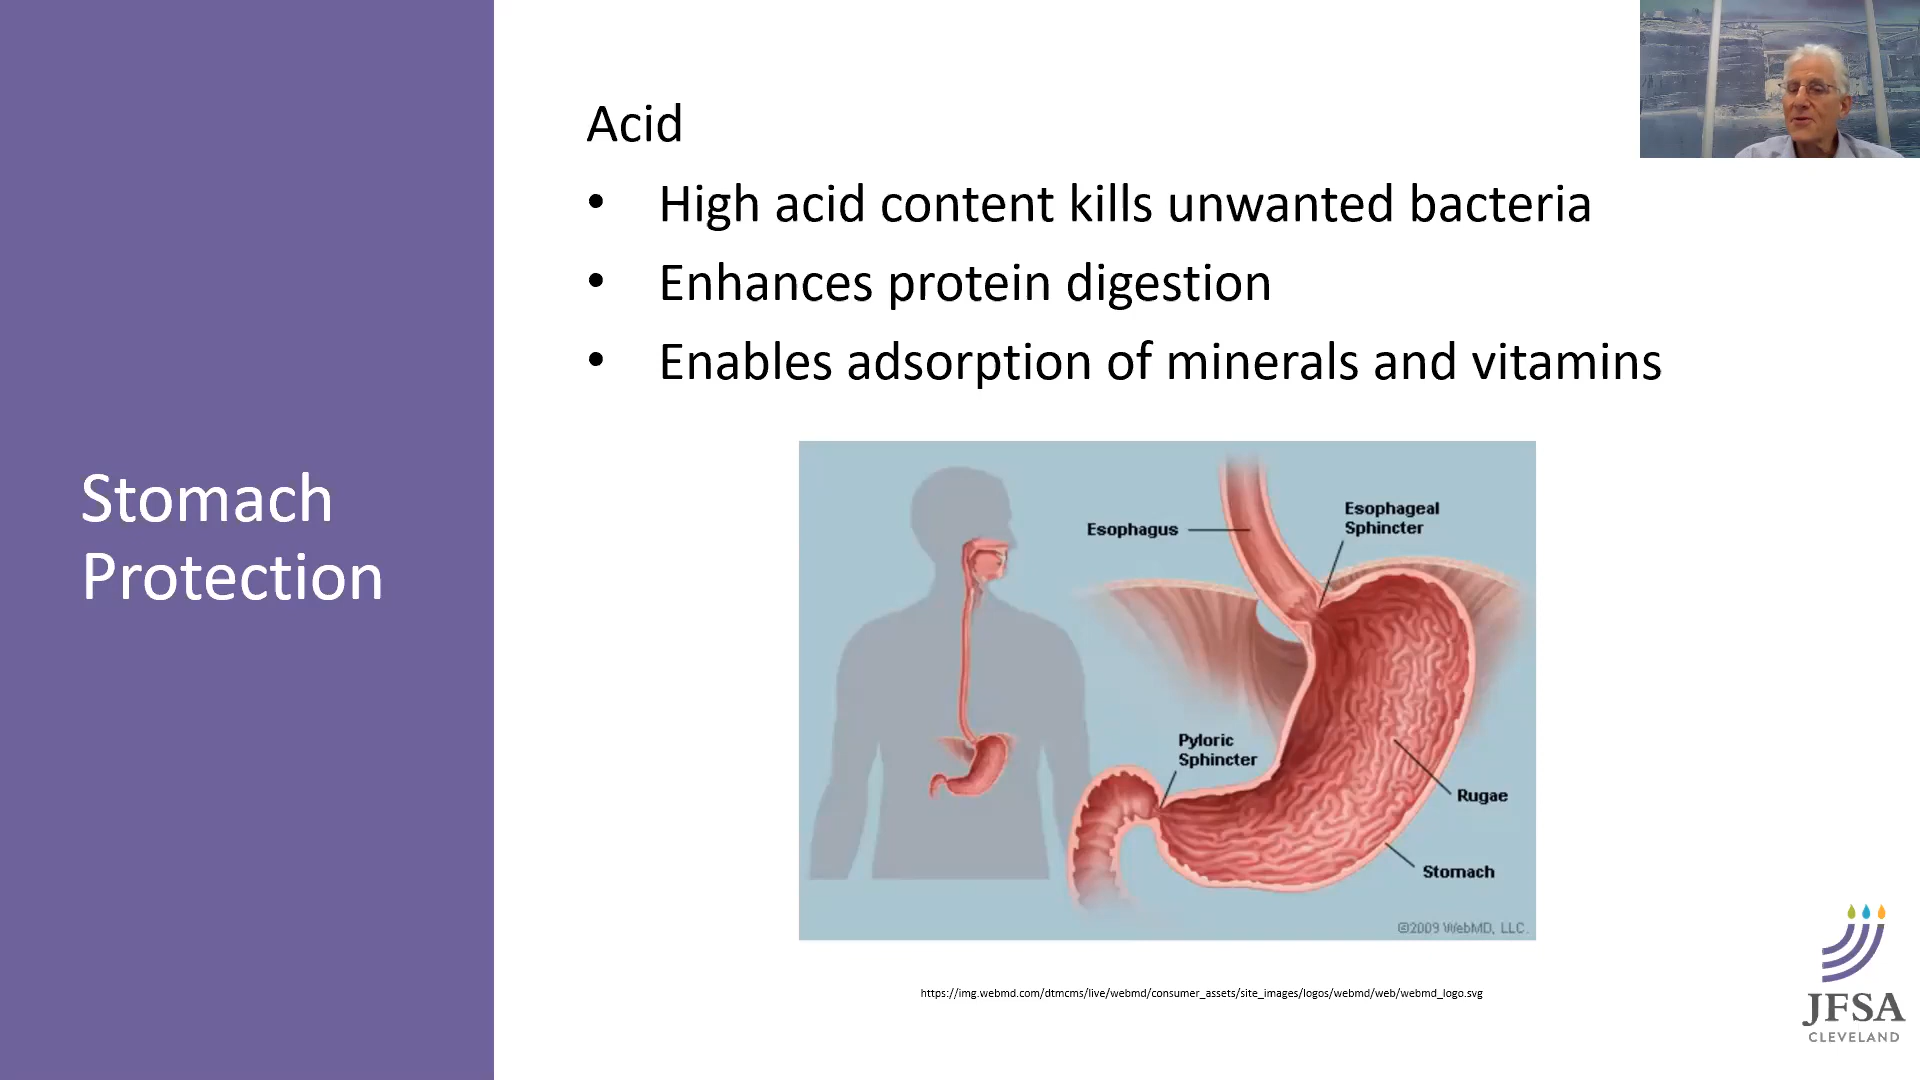 Stomach
Protection
Acid
• High acid content kills unwanted bacteria
• Enhances protein digestion
• Enables adsorption of minerals and vitamins
Esophagus
Esophageal
Sphincter
Pyloric
Sphincter
Rugae
Stomach
©2009 WebMD, LLC.
https://img.webmd.com/dtmcms/live/webmd/consumer_assets/site_images/logos/webmd/web/webmd_logo.svg
JFSA
CLEVELAND